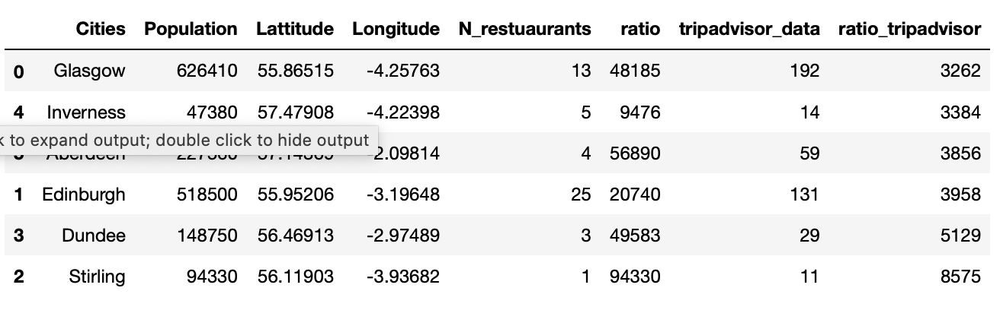 Cities Population Lattitude Longitude N_restuaurants ratio tripadvisor_data ratio_tripadvisor
0 Glasgow 626410 55.86515 -4.25763 13 48185 192 3262
4 Inverness 47380 57.47908 -4.22398 5 9476 14 3384
to expand output; double click to hide output
Aberdeen 2.09814 4 56890 59 3856
1 Edinburgh 518500 55.95206 -3.19648 25 20740 131 3958
3 Dundee 148750 56.46913 -2.97489 3 49583 29 5129
2 Stirling 94330 56.11903 -3.93682 1 94330 11 8575